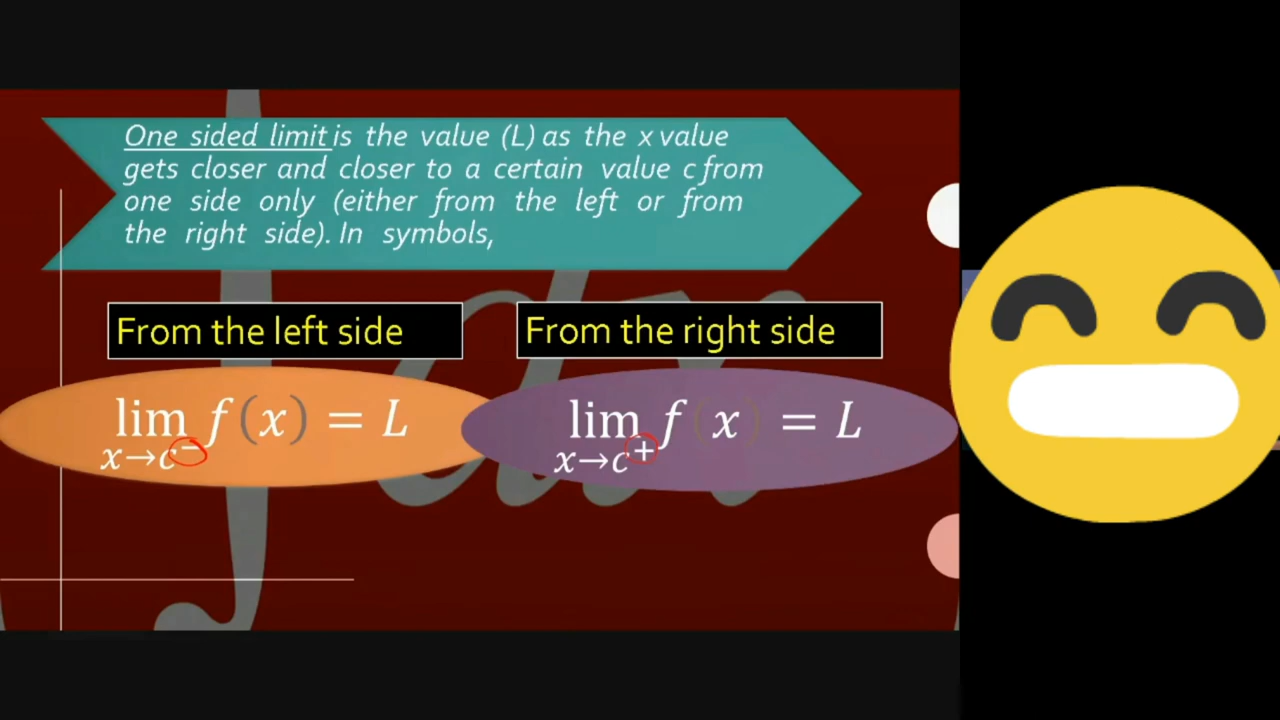 One sided limit is the value (L) as the x value
gets closer and closer to a certain value c from
one side only (either from the left or from
the right side). In symbols,
From the left side
From the right side
lim f(x) = L
x→c⁻
lim f(x) = L
x→c⁺